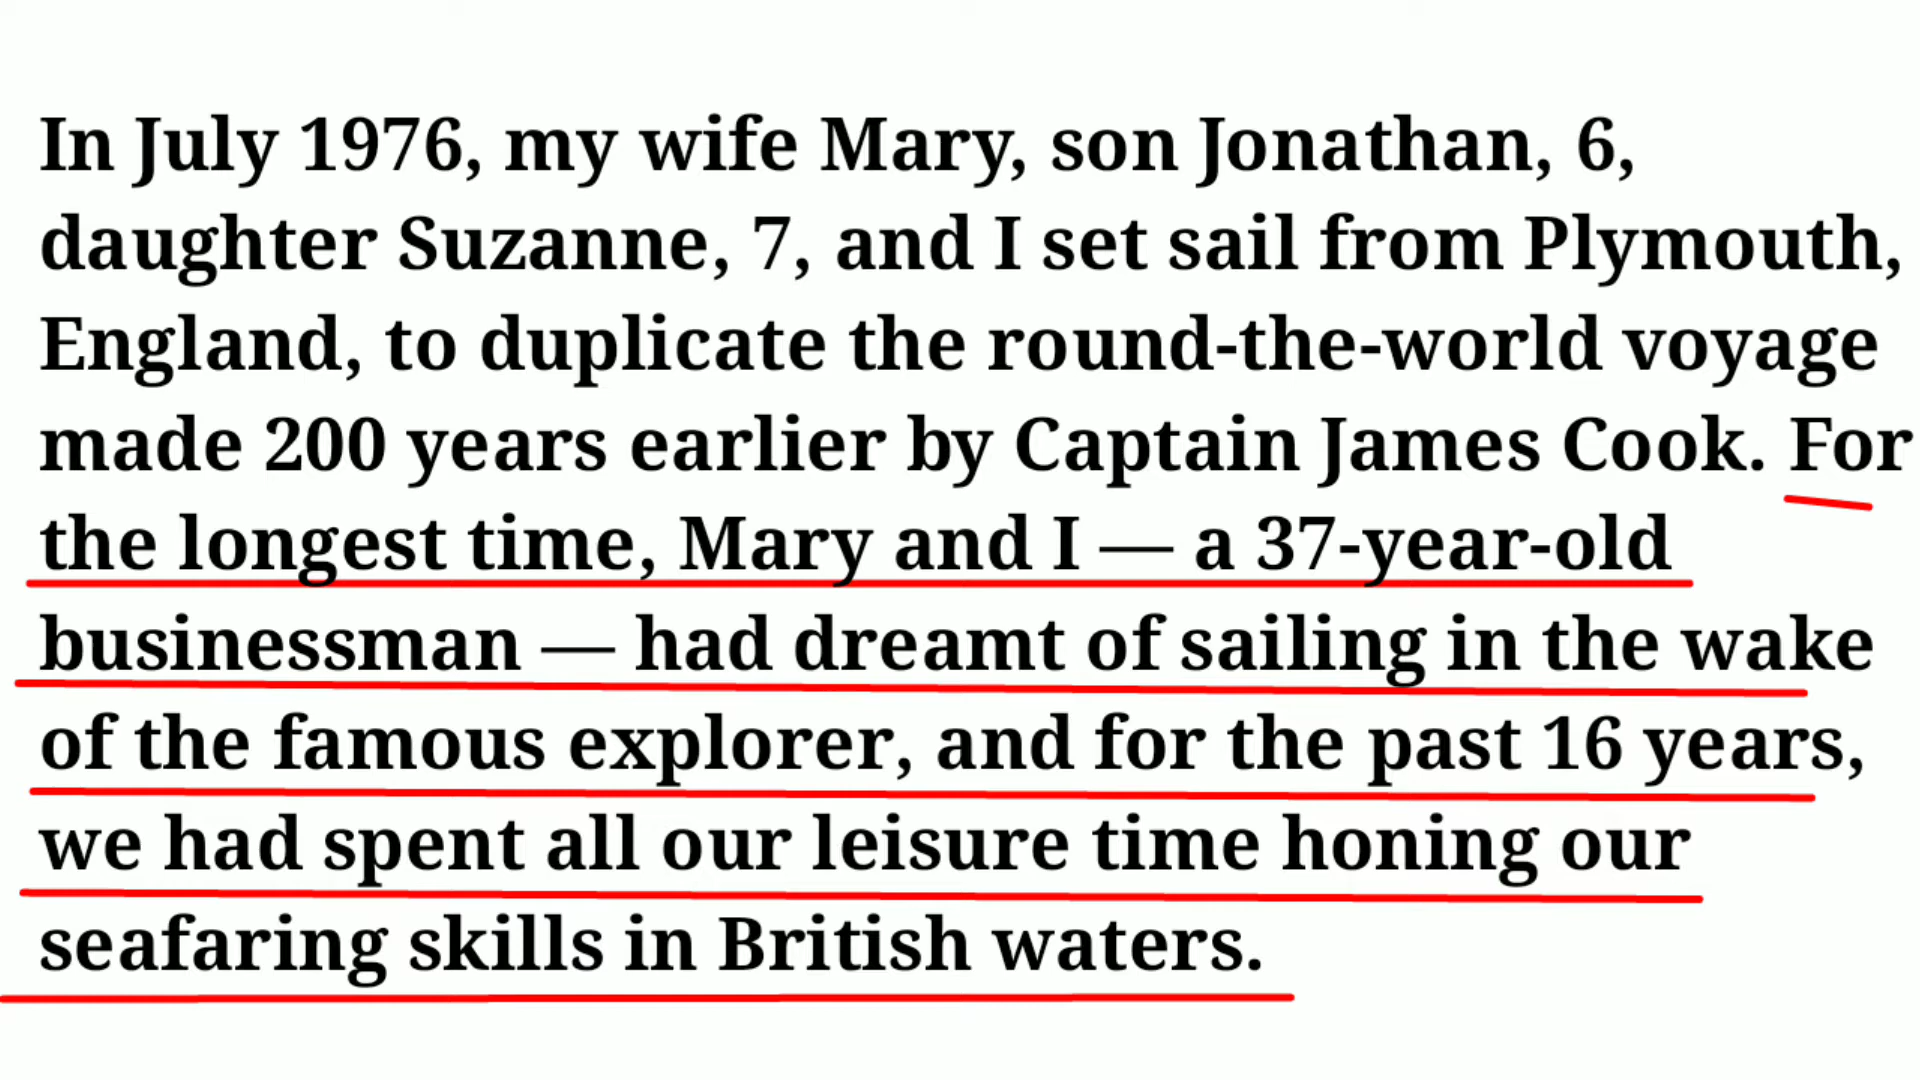 In July 1976, my wife Mary, son Jonathan, 6,
daughter Suzanne, 7, and I set sail from Plymouth,
England, to duplicate the round-the-world voyage
made 200 years earlier by Captain James Cook. For
the longest time, Mary and I — a 37-year-old
businessman — had dreamt of sailing in the wake
of the famous explorer, and for the past 16 years,
we had spent all our leisure time honing our
seafaring skills in British waters.